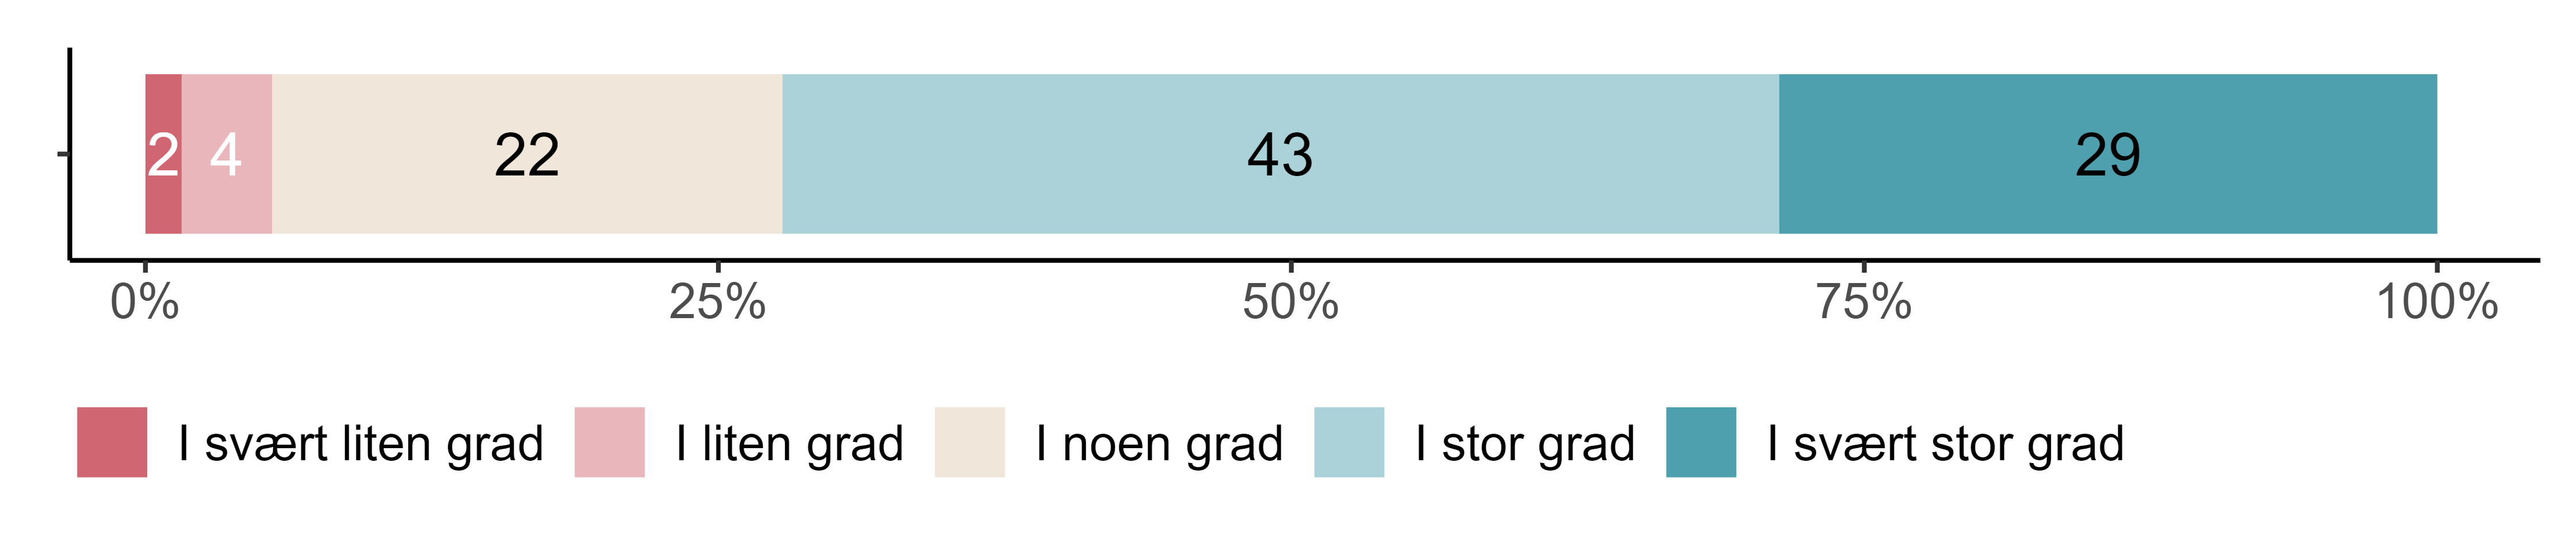 2 4 22 43 29
0% 25% 50% 75% 100%
I svært liten grad I liten grad I noen grad I stor grad I svært stor grad